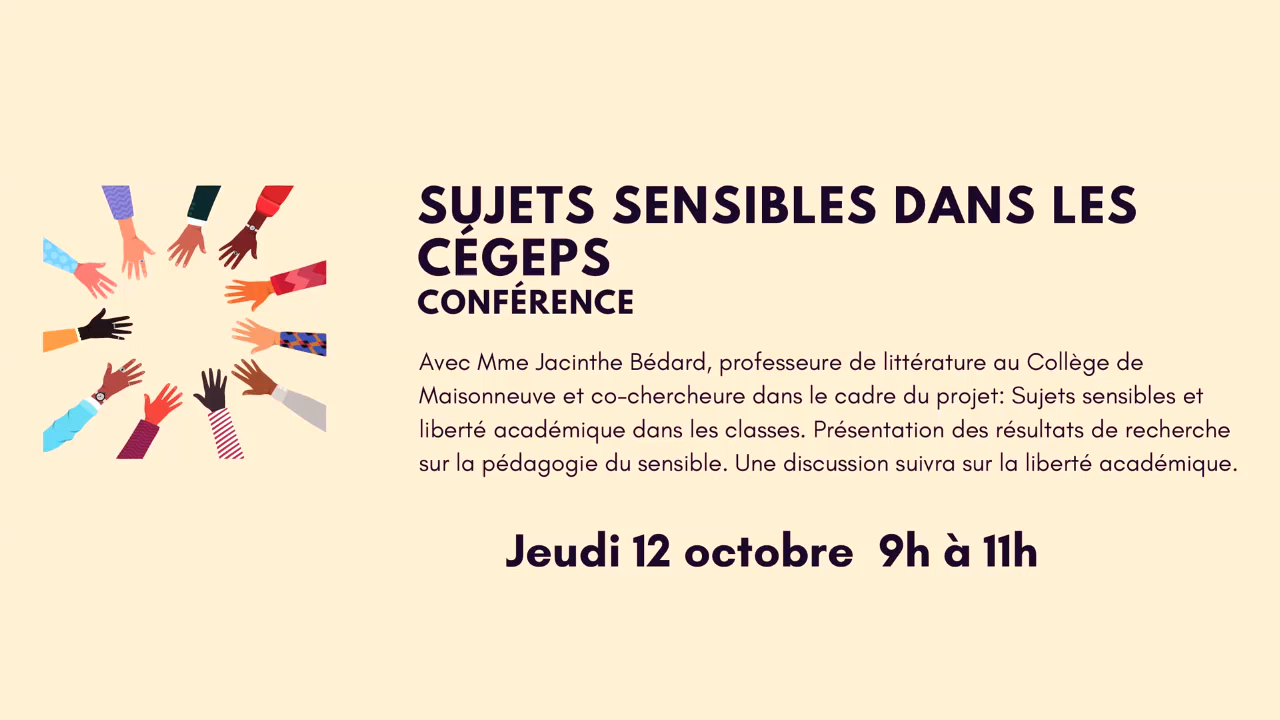 SUJETS SENSIBLES DANS LES
CÉGEPS
CONFÉRENCE
Avec Mme Jacinthe Bédard, professeure de littérature au Collège de
Maisonneuve et co-chercheure dans le cadre du projet: Sujets sensibles et
liberté académique dans les classes. Présentation des résultats de recherche
sur la pédagogie du sensible. Une discussion suivra sur la liberté académique.
Jeudi 12 octobre 9h à 11h